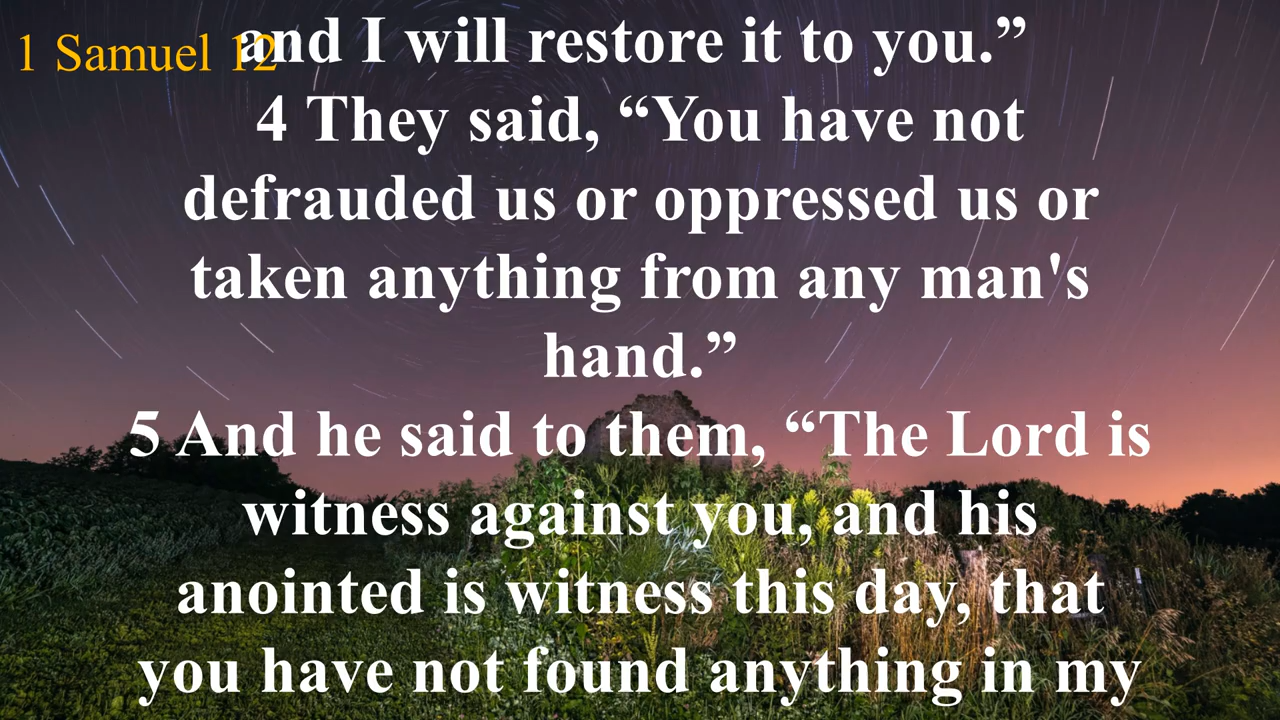 1 Samuel 12
and I will restore it to you.”
4 They said, “You have not
defrauded us or oppressed us or
taken anything from any man's
hand.”
5 And he said to them, “The Lord is
witness against you, and his
anointed is witness this day, that
you have not found anything in my